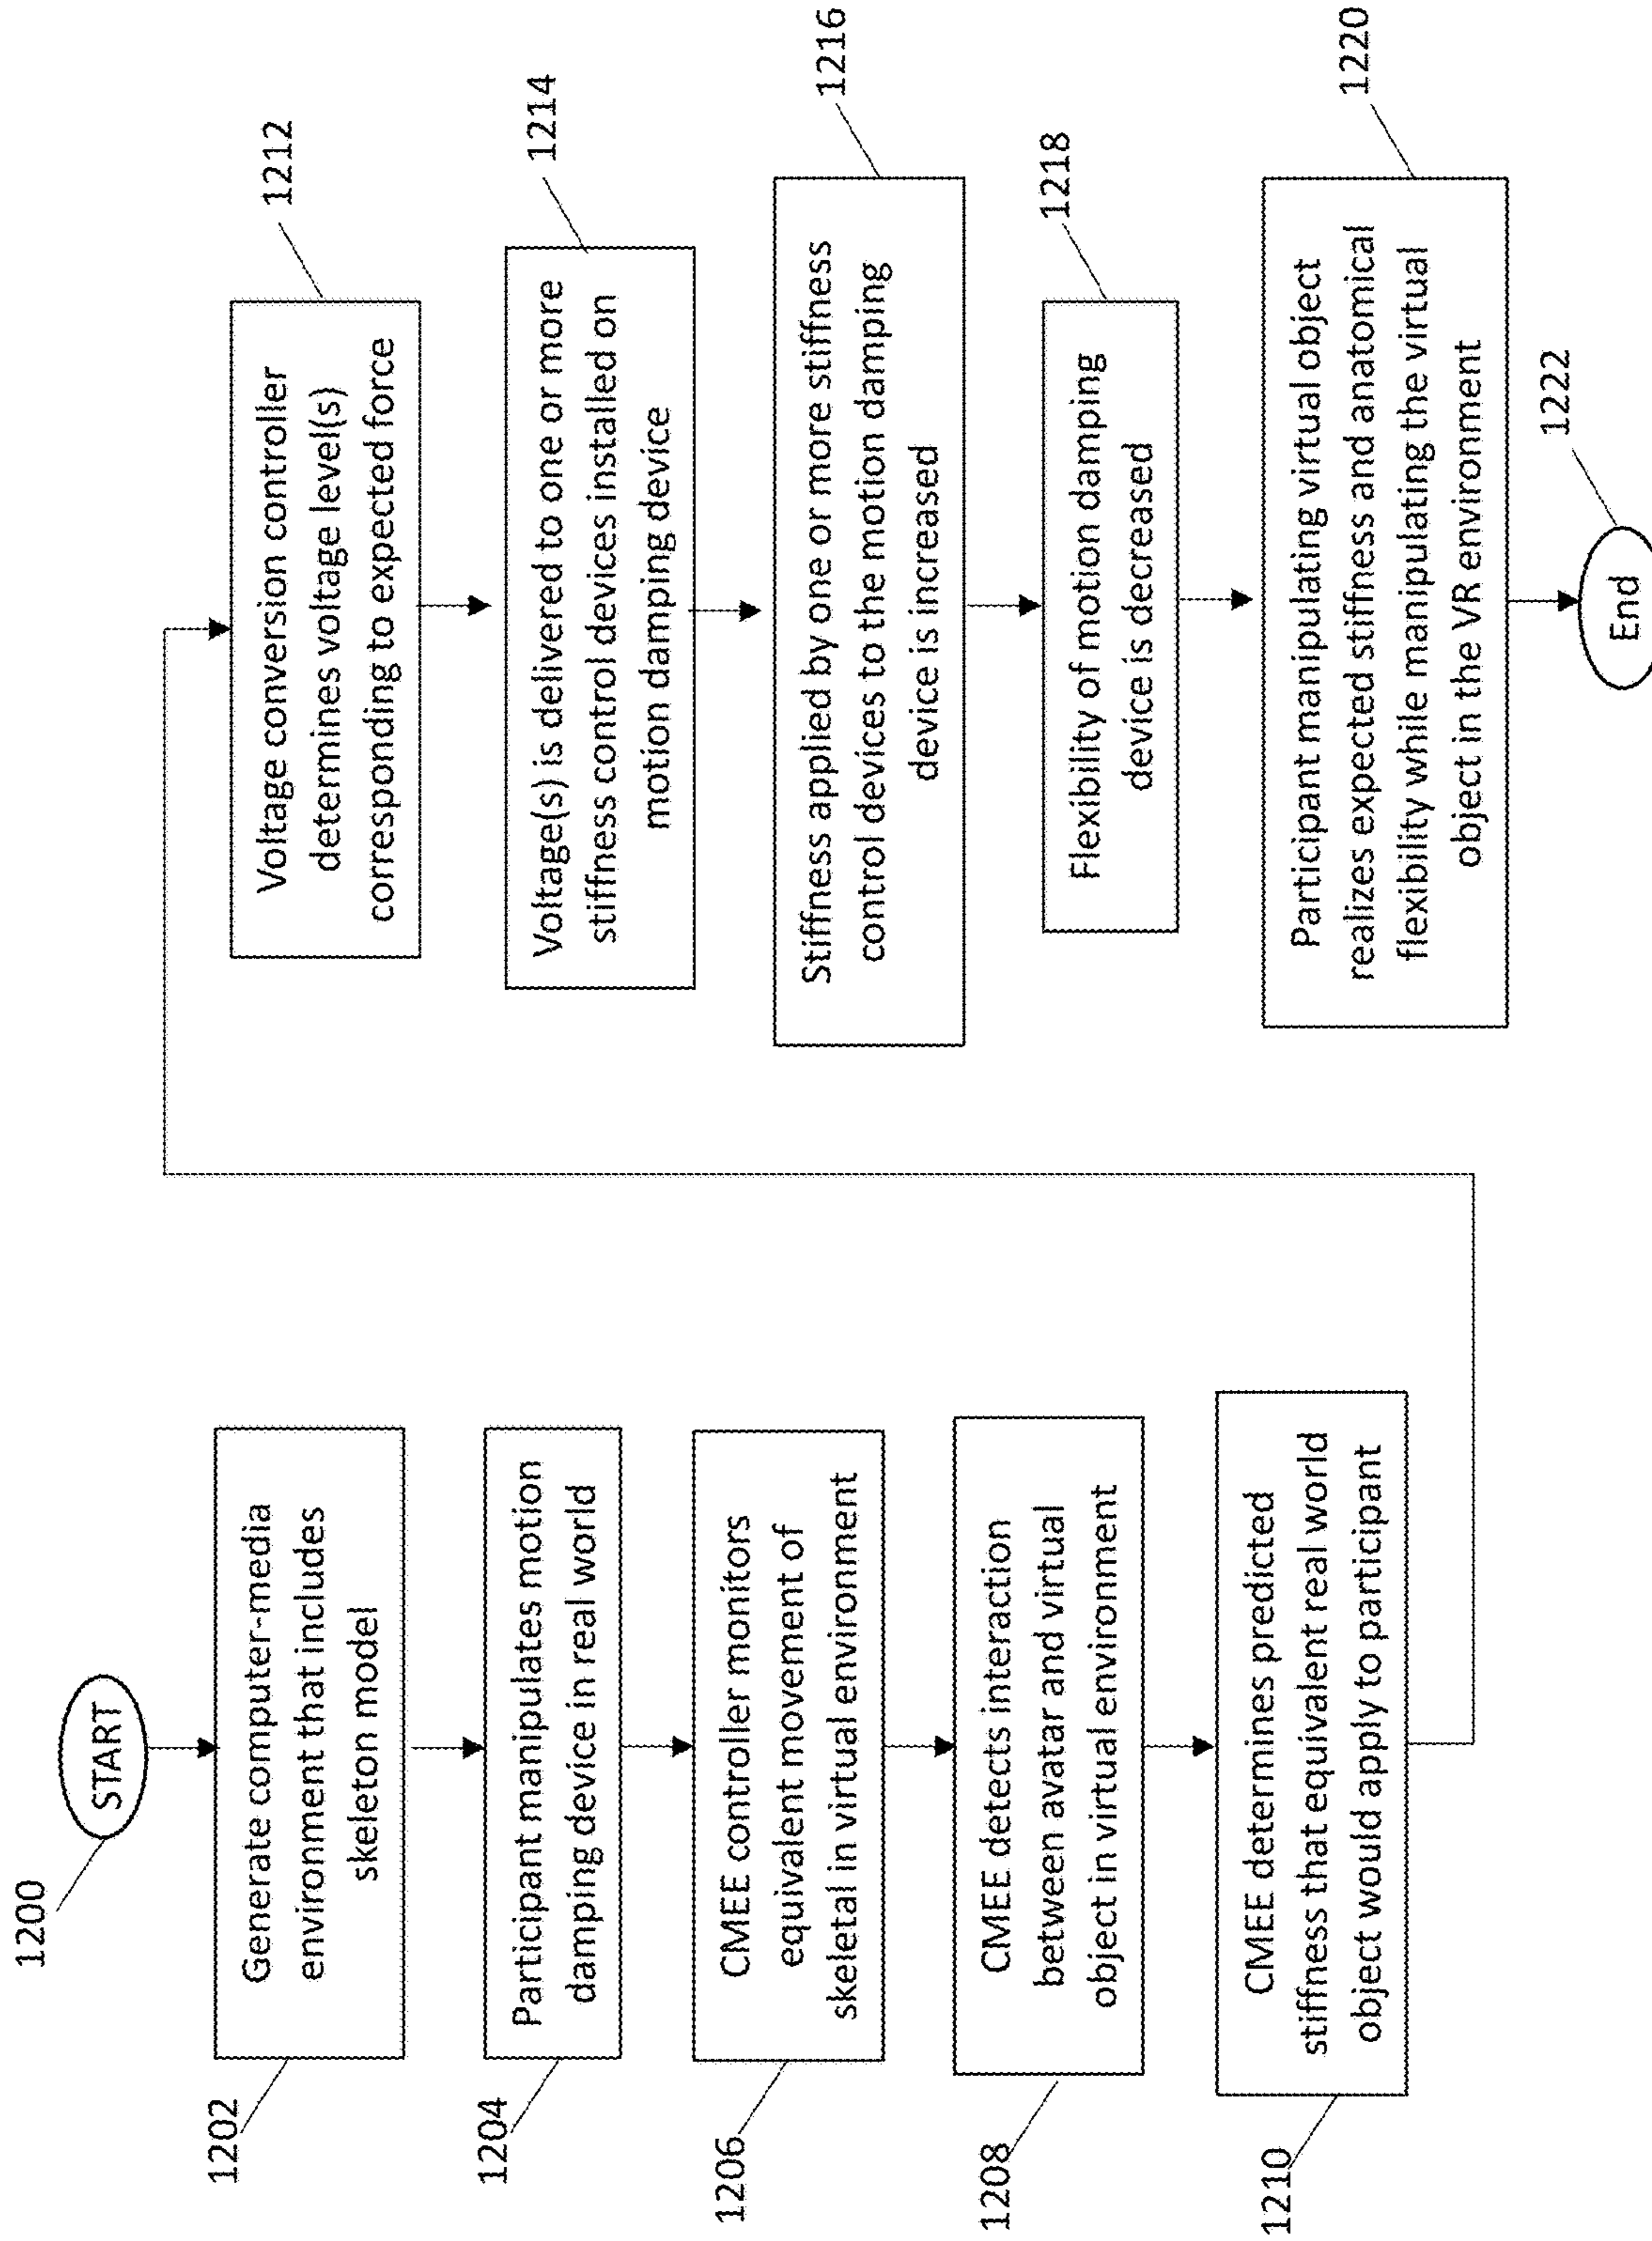 1200
START
1202
Generate computer-media
environment that includes
skeleton model
1204
Participant manipulates motion
damping device in real world
1206
CMEE controller monitors
equivalent movement of
skeletal in virtual environment
1208
CMEE detects interaction
between avatar and virtual
object in virtual environment
1210
CMEE determines predicted
stiffness that equivalent real world
object would apply to participant
1212
Voltage conversion controller
determines voltage level(s)
corresponding to expected force
1214
Voltage(s) is delivered to one or more
stiffness control devices installed on
motion damping device
1216
Stiffness applied by one or more stiffness
control devices to the motion damping
device is increased
1218
Flexibility of motion damping
device is decreased
1220
Participant manipulating virtual object
realizes expected stiffness and anatomical
flexibility while manipulating the virtual
object in the VR environment
1222
End